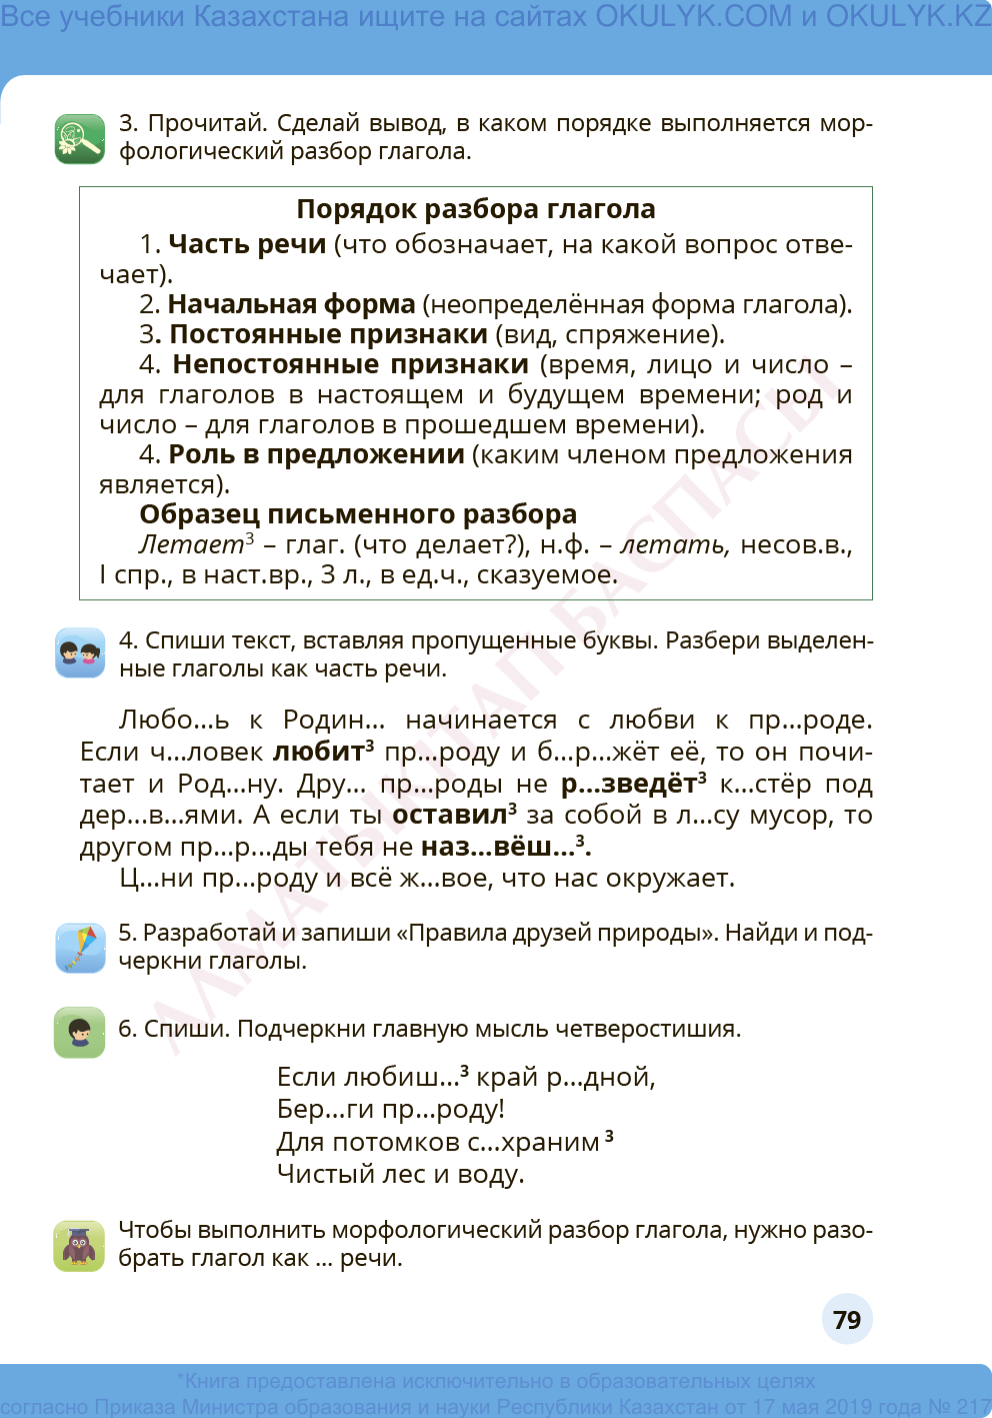 Все учебники Казахстана ищите на сайтах OKULYK.COM и OKULYK.KZ
3. Прочитай. Сделай вывод, в каком порядке выполняется мор-
фологический разбор глагола.
Порядок разбора глагола
1. Часть речи (что обозначает, на какой вопрос отве-
чает).
2. Начальная форма (неопределённая форма глагола).
3. Постоянные признаки (вид, спряжение).
4. Непостоянные признаки (время, лицо и число –
для глаголов в настоящем и будущем времени; род и
число – для глаголов в прошедшем времени).
4. Роль в предложении (каким членом предложения
является).
Образец письменного разбора
Летает³ – глаг. (что делает?), н.ф. – летать, несов.в.,
I спр., в наст.вр., 3 л., в ед.ч., сказуемое.
4. Спиши текст, вставляя пропущенные буквы. Разбери выделен-
ные глаголы как часть речи.
Любо...ь к Родин... начинается с любви к пр...роде.
Если ч...ловек любит³ пр...роду и б...р...жёт её, то он почи-
тает и Род...ну. Дру... пр...роды не р...зведёт³ к...стёр под
дер...в...ями. А если ты оставил³ за собой в л...су мусор, то
другом пр...р...ды тебя не наз...вёш...³.
Ц...ни пр...роду и всё ж...вое, что нас окружает.
5. Разработай и запиши «Правила друзей природы». Найди и под-
черкни глаголы.
6. Спиши. Подчеркни главную мысль четверостишия.
Если любиш...³ край р...дной,
Бер...ги пр...роду!
Для потомков с...храним ³
Чистый лес и воду.
Чтобы выполнить морфологический разбор глагола, нужно разо-
брать глагол как ... речи.
79
АЛМАТЫКІТАП БАСПАСЫ
*Книга предоставлена исключительно в образовательных целях
согласно Приказа Министра образования и науки Республики Казахстан от 17 мая 2019 года № 217